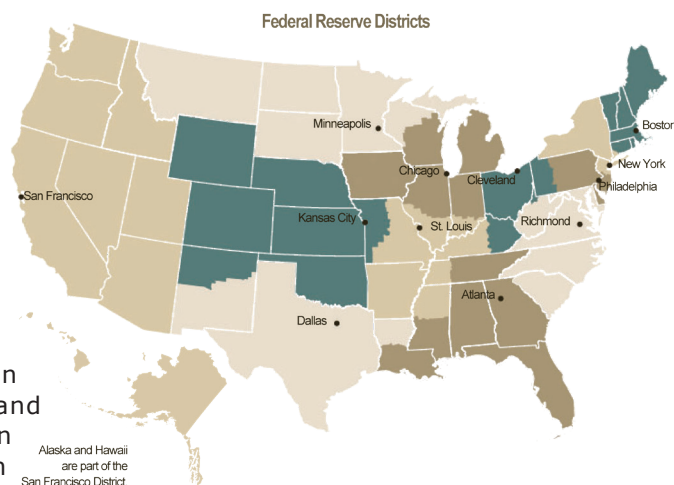 Federal Reserve Districts
Minneapolis
Boston
Chicago
Cleveland
New York
Philadelphia
San Francisco
Kansas City
St. Louis
Richmond
Atlanta
Dallas
and
Alaska and Hawaii
are part of the
San Francisco District.